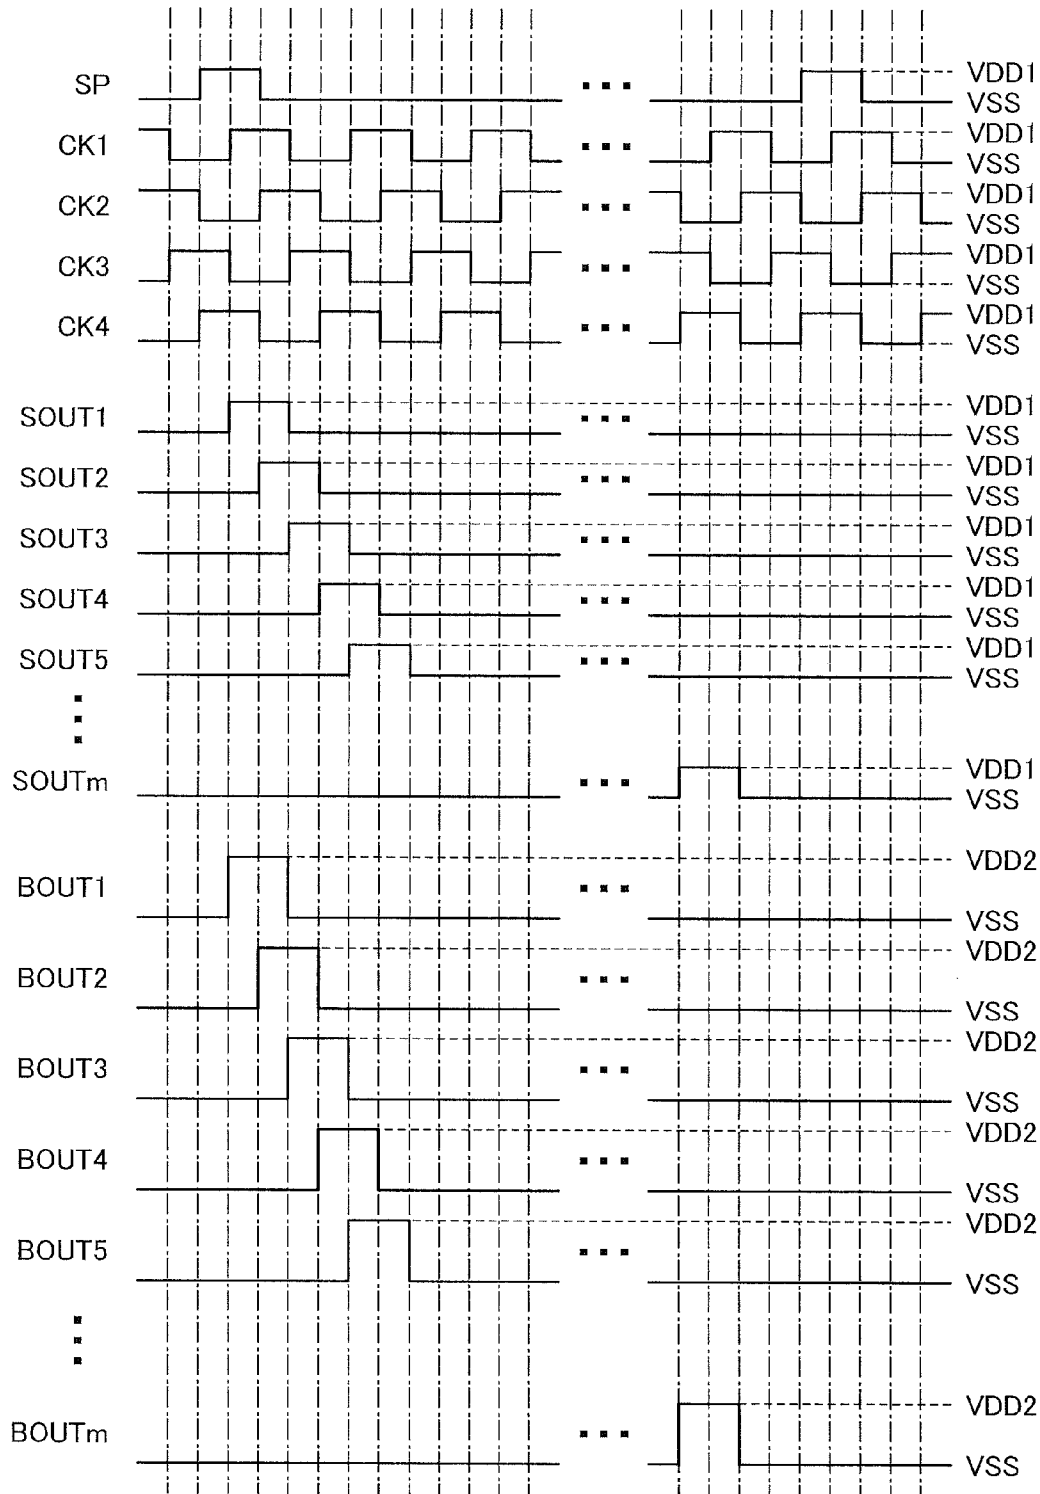 SP VDD1
VSS
CK1 VDD1
VSS
CK2 VDD1
VSS
CK3 VDD1
VSS
CK4 VDD1
VSS
SOUT1 VDD1
VSS
SOUT2 VDD1
VSS
SOUT3 VDD1
VSS
SOUT4 VDD1
VSS
SOUT5 VDD1
VSS
SOUTm VDD1
VSS
BOUT1 VDD2
VSS
BOUT2 VDD2
VSS
BOUT3 VDD2
VSS
BOUT4 VDD2
VSS
BOUT5 VDD2
VSS
BOUTm VDD2
VSS